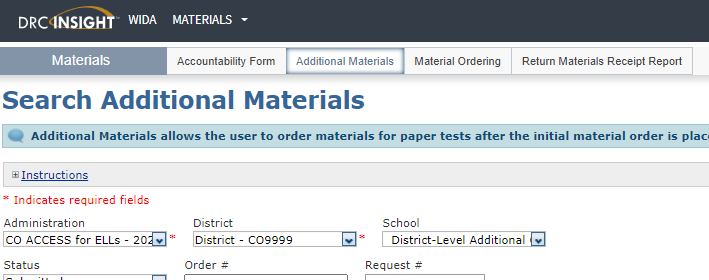 DRC INSIGHT WIDA MATERIALS
Materials Accountability Form Additional Materials Material Ordering Return Materials Receipt Report
Search Additional Materials
Additional Materials allows the user to order materials for paper tests after the initial material order is plac
Instructions
* Indicates required fields
Administration District School
CO ACCESS for ELLs - 202 * District - CO9999 * District-Level Additional
Status Order # Request #